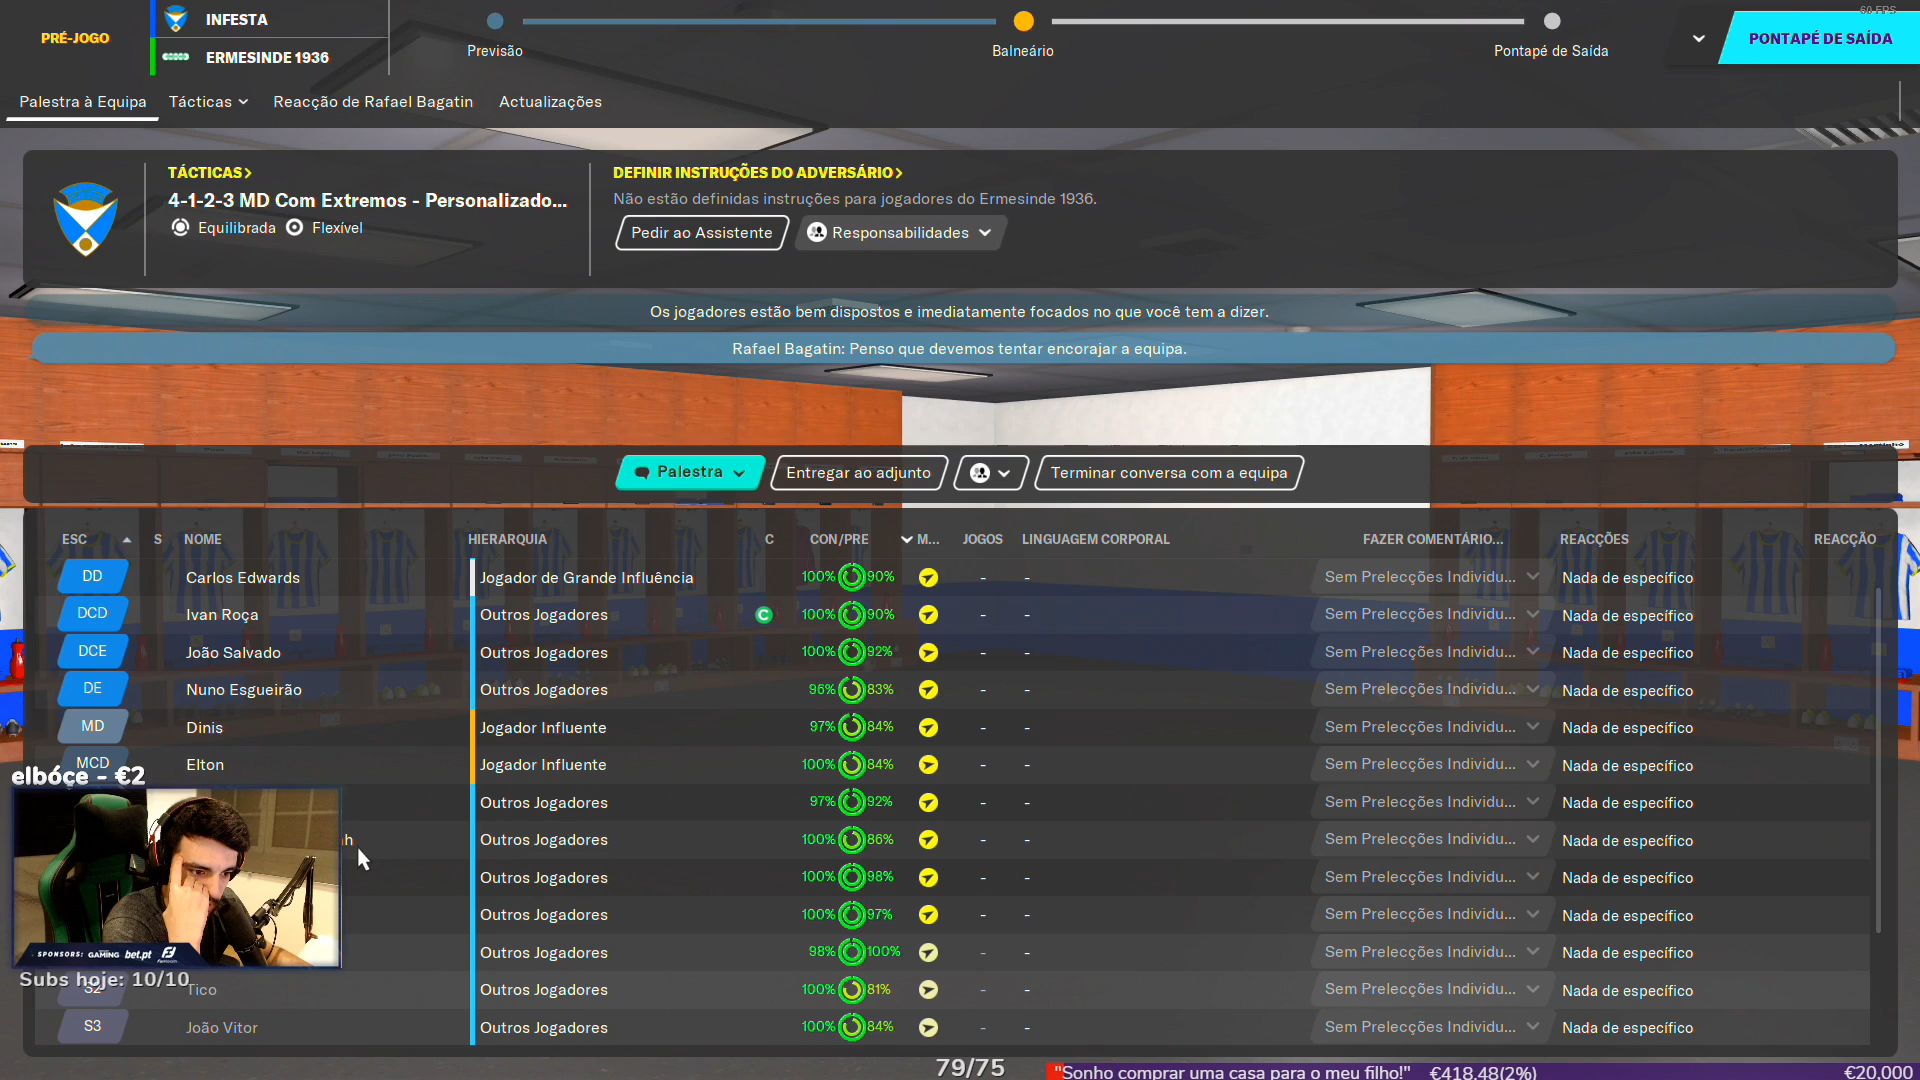 PRÉ-JOGO
INFESTA
ERMESINDE 1936
Previsão
Balneário
Pontapé de Saída
60 FPS
PONTAPÉ DE SAÍDA
Palestra à Equipa
Tácticas
Reacção de Rafael Bagatin
Actualizações
TÁCTICAS
4-1-2-3 MD Com Extremos - Personalizado...
Equilibrada
Flexível
DEFINIR INSTRUÇÕES DO ADVERSÁRIO
Não estão definidas instruções para jogadores do Ermesinde 1936.
Pedir ao Assistente
Responsabilidades
Os jogadores estão bem dispostos e imediatamente focados no que você tem a dizer.
Rafael Bagatin: Penso que devemos tentar encorajar a equipa.
Palestra
Entregar ao adjunto
Terminar conversa com a equipa
ESC S NOME HIERARQUIA C CON/PRE M... JOGOS LINGUAGEM CORPORAL FAZER COMENTÁRIO... REACÇÕES REACÇÃO
DD Carlos Edwards Jogador de Grande Influência 100% 90% - - Sem Prelecções Individu... Nada de específico
DCD Ivan Roça Outros Jogadores C 100% 90% - - Sem Prelecções Individu... Nada de específico
DCE João Salvado Outros Jogadores 100% 92% - - Sem Prelecções Individu... Nada de específico
DE Nuno Esgueirão Outros Jogadores 96% 83% - - Sem Prelecções Individu... Nada de específico
MD Dinis Jogador Influente 97% 84% - - Sem Prelecções Individu... Nada de específico
MCD Elton Jogador Influente 100% 84% - - Sem Prelecções Individu... Nada de específico
elbóçe - €2
Outros Jogadores 97% 92% - - Sem Prelecções Individu... Nada de específico
nh Outros Jogadores 100% 86% - - Sem Prelecções Individu... Nada de específico
Outros Jogadores 100% 98% - - Sem Prelecções Individu... Nada de específico
Outros Jogadores 100% 97% - - Sem Prelecções Individu... Nada de específico
Outros Jogadores 98% 100% - - Sem Prelecções Individu... Nada de específico
SPONSORS: GAMING bet.pt
Subs hoje: 10/10
S2 Tico Outros Jogadores 100% 81% - - Sem Prelecções Individu... Nada de específico
S3 João Vitor Outros Jogadores 100% 84% - - Sem Prelecções Individu... Nada de específico
79/75
"Sonho comprar uma casa para o meu filho!" €418.48(2%) €20,000